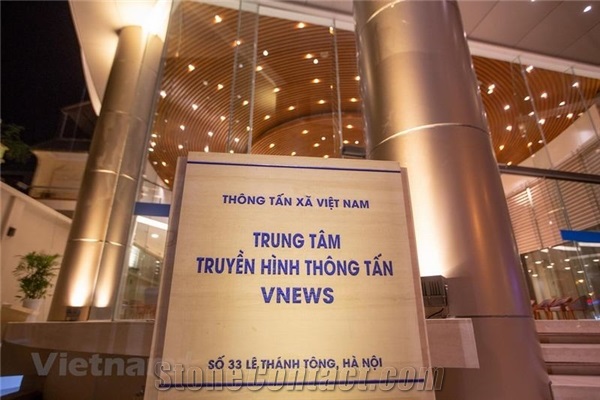 THÔNG TẤN XÃ VIỆT NAM
TRUNG TÂM
TRUYỀN HÌNH THÔNG TẤN
VNEWS
SỐ 33 LÊ THÁNH TÔNG, HÀ NỘI
StoneContact.com